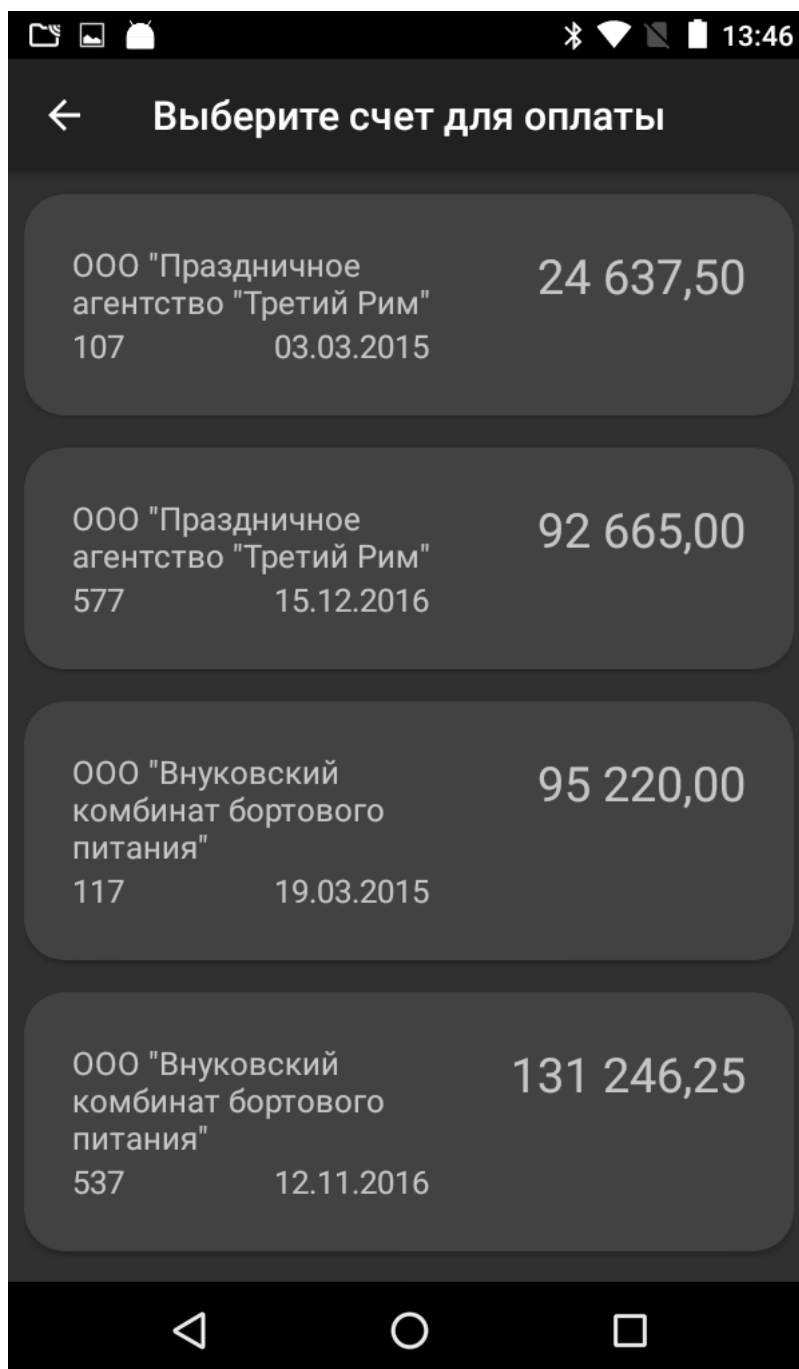 13:46
Выберите счет для оплаты
ООО "Праздничное
агентство "Третий Рим"
24 637,50
107 03.03.2015
ООО "Праздничное
агентство "Третий Рим"
92 665,00
577 15.12.2016
ООО "Внуковский
комбинат бортового
питания"
95 220,00
117 19.03.2015
ООО "Внуковский
комбинат бортового
питания"
131 246,25
537 12.11.2016